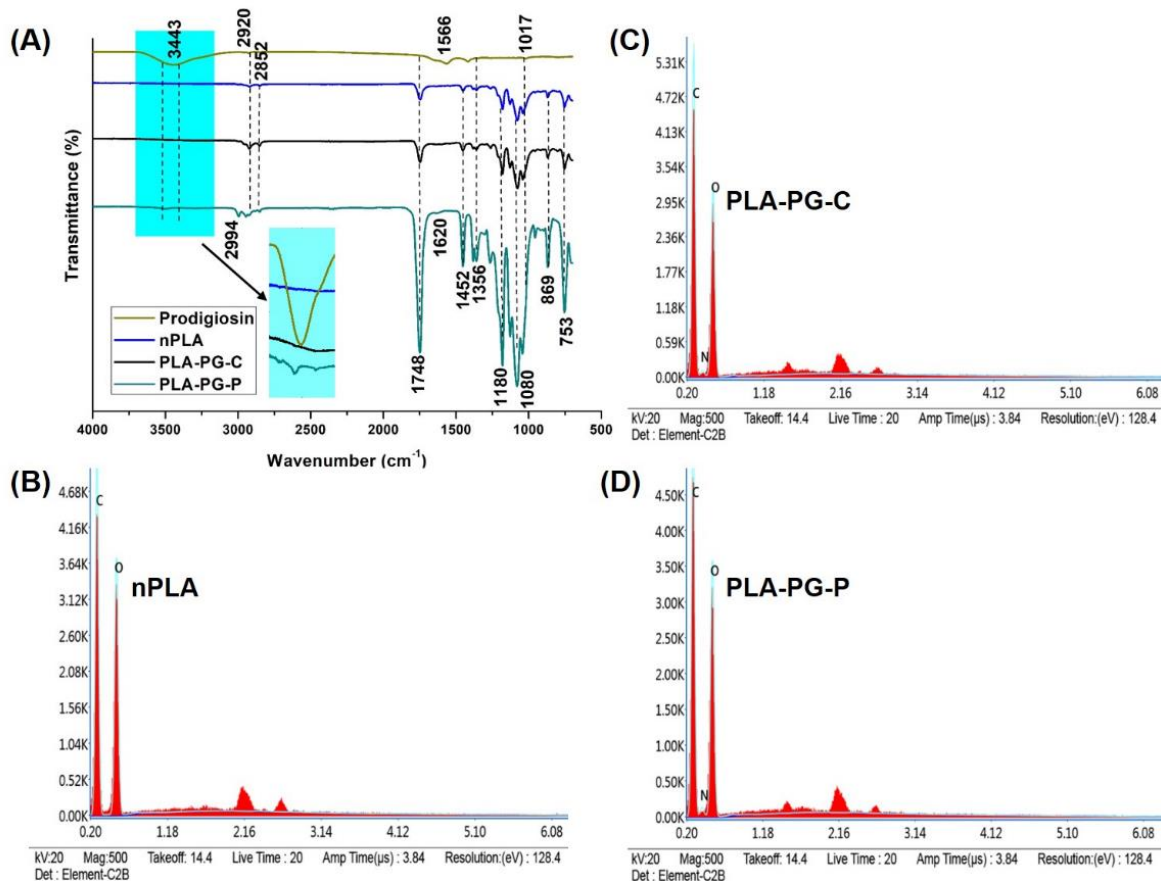 (A)
3443
2920
2852
1566
1017
2994
1620
1748
1452
1356
1180
1080
869
753
Transmittance (%)
Prodigiosin
nPLA
PLA-PG-C
PLA-PG-P
4000 3500 3000 2500 2000 1500 1000 500
Wavenumber (cm⁻¹)
(C)
5.31K
4.72K
4.13K
3.54K
2.95K
2.36K
1.77K
1.18K
0.59K
0.00K
C
O
N
PLA-PG-C
0.20 1.18 2.16 3.14 4.12 5.10 6.08
kV:20 Mag:500 Takeoff: 14.4 Live Time : 20 Amp Time(µs) : 3.84 Resolution:(eV) : 128.4
Det : Element-C2B
(B)
4.68K
4.16K
3.64K
3.12K
2.60K
2.08K
1.56K
1.04K
0.52K
0.00K
C
O
nPLA
0.20 1.18 2.16 3.14 4.12 5.10 6.08
kV:20 Mag:500 Takeoff: 14.4 Live Time : 20 Amp Time(µs) : 3.84 Resolution:(eV) : 128.4
Det : Element-C2B
(D)
4.50K
4.00K
3.50K
3.00K
2.50K
2.00K
1.50K
1.00K
0.50K
0.00K
C
O
N
PLA-PG-P
0.20 1.18 2.16 3.14 4.12 5.10 6.08
kV:20 Mag:500 Takeoff: 14.4 Live Time : 20 Amp Time(µs) : 3.84 Resolution:(eV) : 128.4
Det : Element-C2B